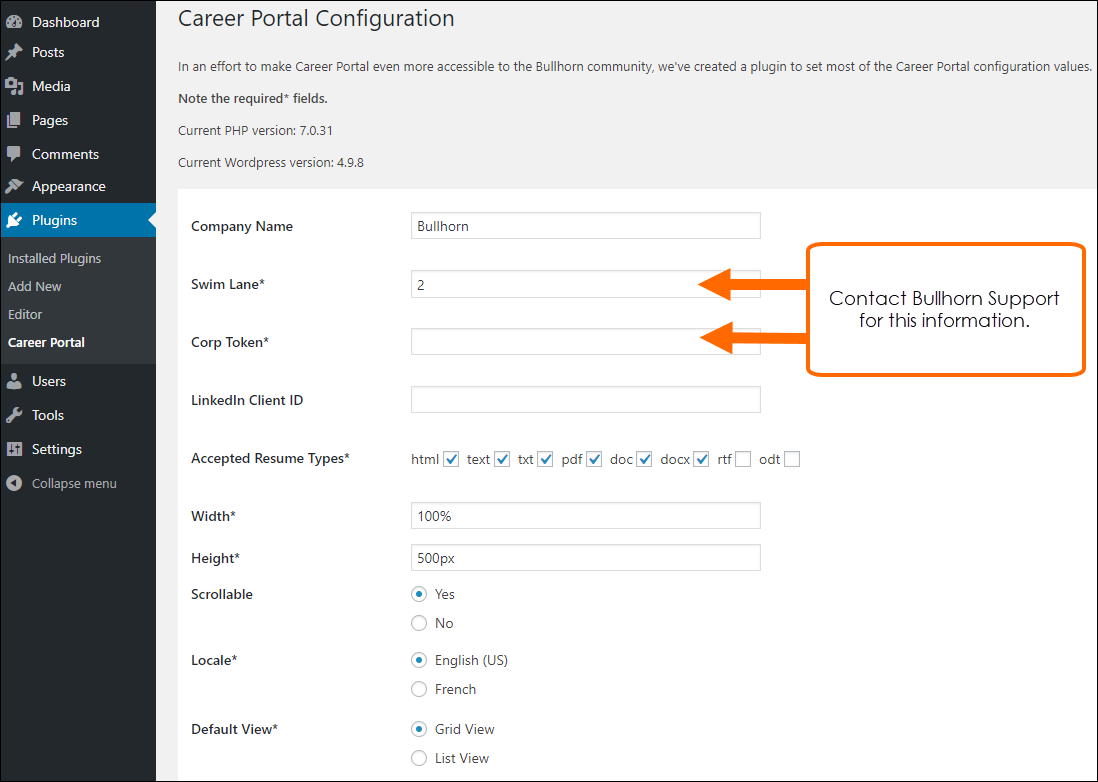 Dashboard
Posts
Media
Pages
Comments
Appearance
Plugins
Installed Plugins
Add New
Editor
Career Portal
Users
Tools
Settings
Collapse menu
Career Portal Configuration
In an effort to make Career Portal even more accessible to the Bullhorn community, we've created a plugin to set most of the Career Portal configuration values.
Note the required* fields.
Current PHP version: 7.0.31
Current Wordpress version: 4.9.8
Company Name Bullhorn
Swim Lane* 2
Corp Token*
Contact Bullhorn Support
for this information.
LinkedIn Client ID
Accepted Resume Types* html text txt pdf doc docx rtf odt
Width* 100%
Height* 500px
Scrollable Yes
No
Locale* English (US)
French
Default View* Grid View
List View